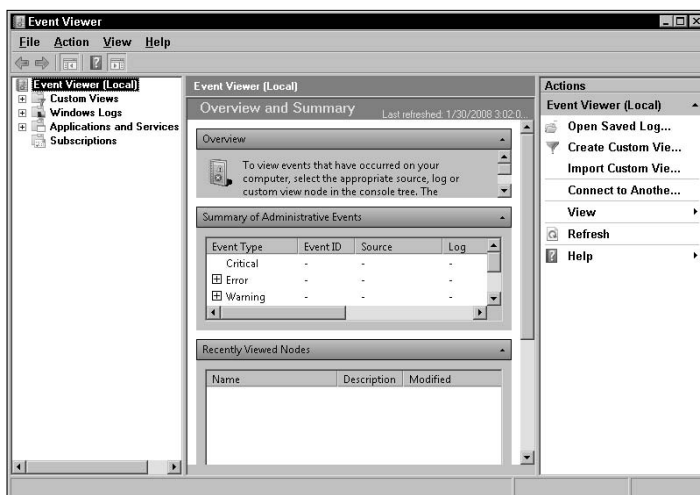 Event Viewer
File Action View Help
Event Viewer (Local)
Custom Views
Windows Logs
Applications and Services
Subscriptions
Event Viewer (Local)
Overview and Summary Last refreshed: 1/30/2008 3:02:0...
Overview
To view events that have occurred on your
computer, select the appropriate source, log or
custom view node in the console tree. The
Summary of Administrative Events
Event Type Event ID Source Log
Critical - - -
Error - - -
Warning - - -
Recently Viewed Nodes
Name Description Modified
Actions
Event Viewer (Local)
Open Saved Log...
Create Custom Vie...
Import Custom Vie...
Connect to Anothe...
View
Refresh
Help